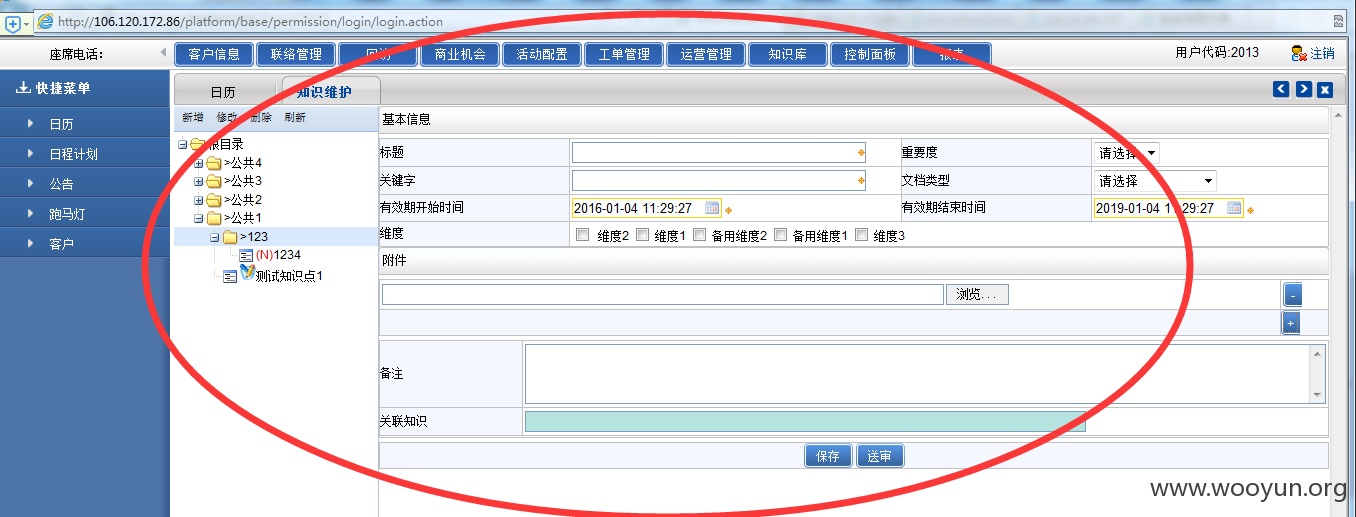 http://106.120.172.86/platform/base/permission/login/login.action
座席电话: 客户信息 联络管理 回访 商业机会 活动配置 工单管理 运营管理 知识库 控制面板 报表 用户代码:2013 注销
快捷菜单
日历
日程计划
公告
跑马灯
客户
日历 知识维护
新增 修改 删除 刷新
根目录
>公共4
>公共3
>公共2
>公共1
>123
(N)1234
测试知识点1
基本信息
标题 重要度 请选择
关键字 文档类型 请选择
有效期开始时间 2016-01-04 11:29:27 有效期结束时间 2019-01-04 11:29:27
维度 维度2 维度1 备用维度2 备用维度1 维度3
附件
浏览... -
+
备注
关联知识
保存 送审
www.wooyun.org